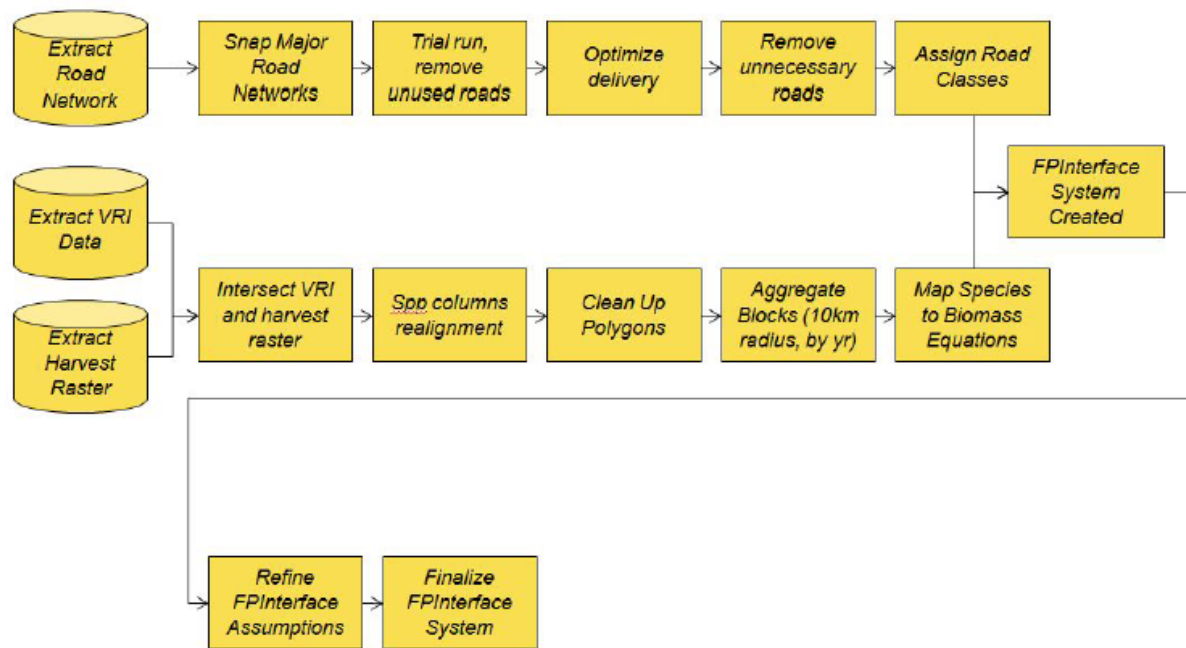 Extract
Road
Network
Snap Major
Road
Networks
Trial run,
remove
unused roads
Optimize
delivery
Remove
unnecessary
roads
Assign Road
Classes
FPInterface
System
Created
Extract VRI
Data
Extract
Harvest
Raster
Intersect VRI
and harvest
raster
Spp columns
realignment
Clean Up
Polygons
Aggregate
Blocks (10km
radius, by yr)
Map Species
to Biomass
Equations
Refine
FPInterface
Assumptions
Finalize
FPInterface
System